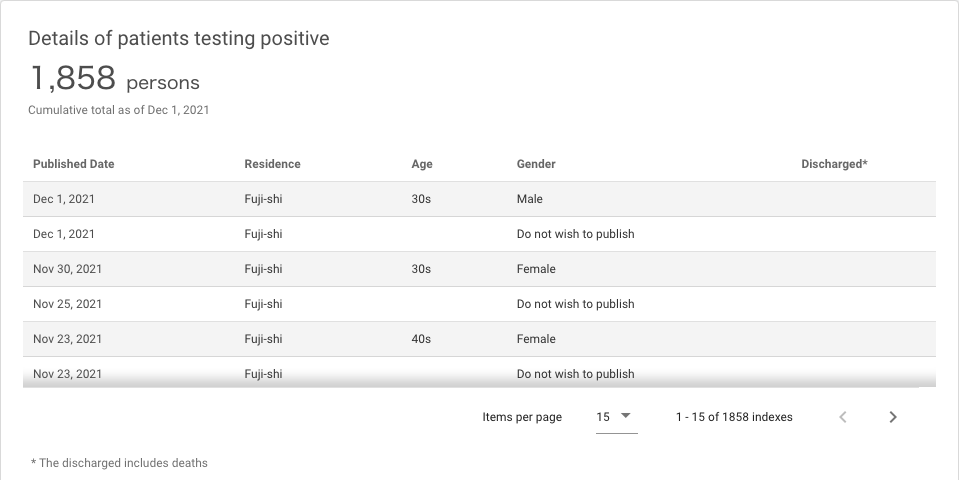 Details of patients testing positive
1,858 persons
Cumulative total as of Dec 1, 2021
Published Date Residence Age Gender Discharged*
Dec 1, 2021 Fuji-shi 30s Male
Dec 1, 2021 Fuji-shi Do not wish to publish
Nov 30, 2021 Fuji-shi 30s Female
Nov 25, 2021 Fuji-shi Do not wish to publish
Nov 23, 2021 Fuji-shi 40s Female
Nov 23, 2021 Fuji-shi Do not wish to publish
Items per page 15 1 - 15 of 1858 indexes
* The discharged includes deaths